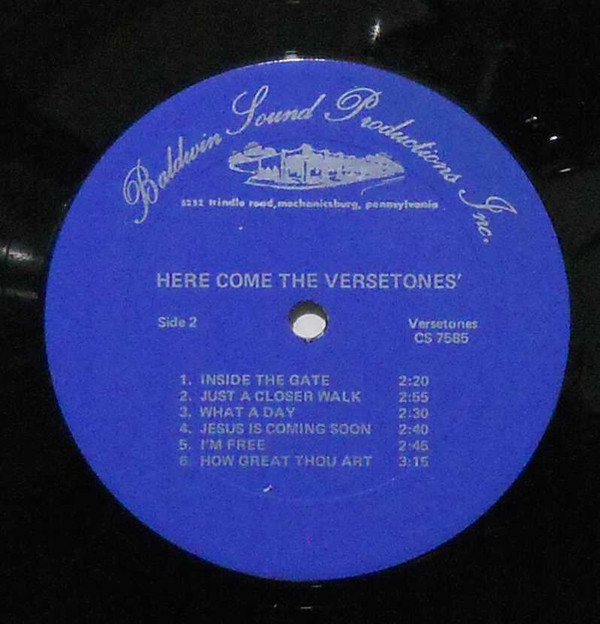 Baldwin Sound Productions Inc.
5252 trindle road, mechanicsburg, pennsylvania
HERE COME THE VERSETONES'
Side 2
Versetones
CS 7585
1. INSIDE THE GATE 2:20
2. JUST A CLOSER WALK 2:55
3. WHAT A DAY 2:30
4. JESUS IS COMING SOON 2:40
5. I'M FREE 2:45
6. HOW GREAT THOU ART 3:15